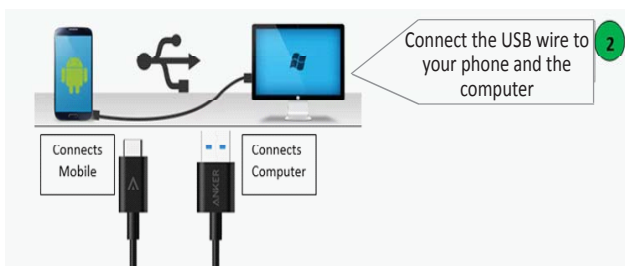 Connect the USB wire to
your phone and the
computer
2
Connects
Mobile
Connects
Computer
ANKER